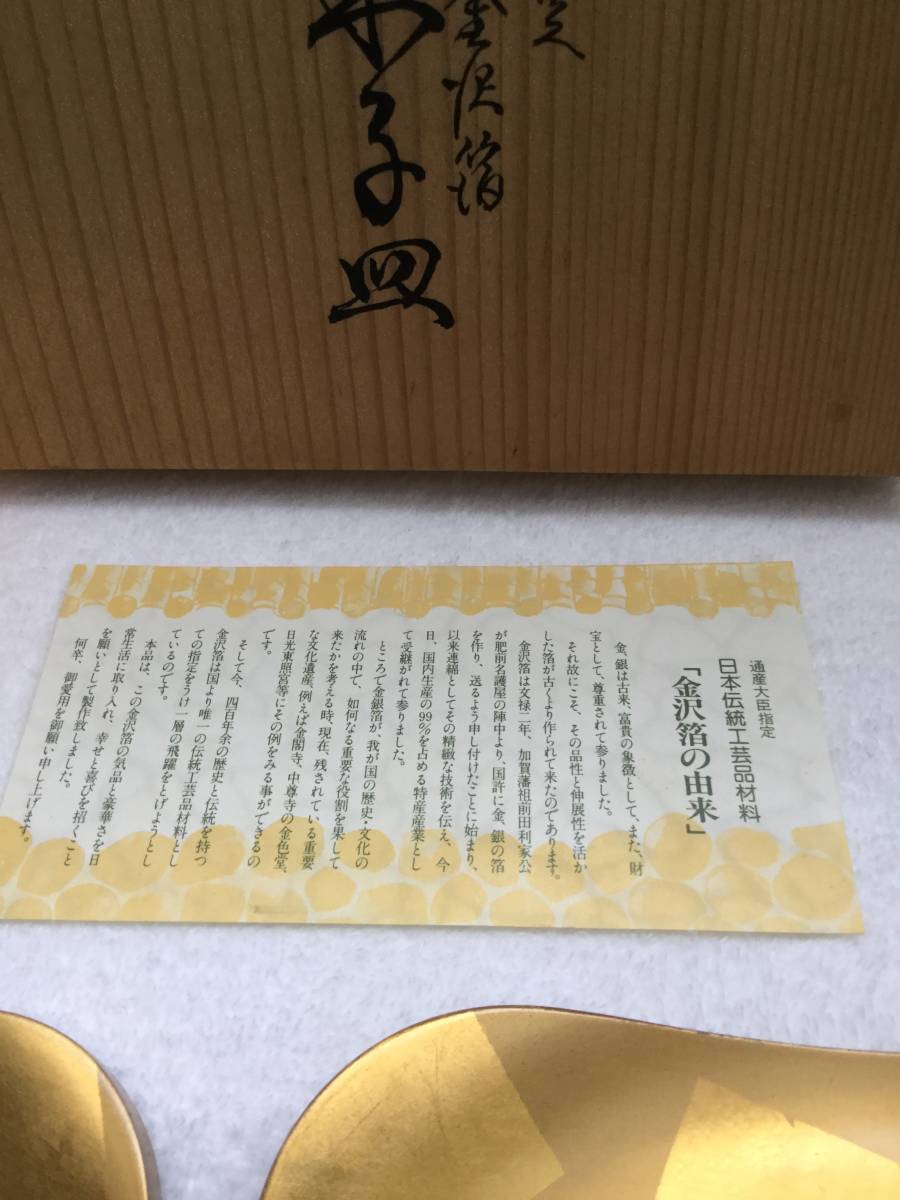 金沢箔
菓子皿
通産大臣指定
日本伝統工芸品材料
「金沢箔の由来」
金、銀は古来、富貴の象徴として、また、財
宝として、尊重されて参りました。
それ故にこそ、その品性と伸展性を活か
した箔が古くより作られて来たのであります。
金沢箔は文禄二年、加賀藩祖前田利家公
が肥前名護屋の陣中より、国許に金、銀の箔
を作り、送るよう申し付けたことに始まり、
以来連綿としてその精緻な技術を伝え、今
日、国内生産の99%を占める特産産業とし
て受継がれて参りました。
ところで金銀箔が、我が国の歴史・文化の
流れの中で、如何なる重要な役割を果して
来たかを考える時、現在、残されている重要
な文化遺産、例えば金閣寺、中尊寺の金色堂、
日光東照宮等にその例をみる事ができるの
です。
そして今、四百年余の歴史と伝統を持つ
金沢箔は国より唯一の伝統工芸品材料とし
ての指定をうけ一層の飛躍をとげようとし
ているのです。
本品は、この金沢箔の気品と豪華さを日
常生活に取り入れ、幸せと喜びを招くこと
を願いとして製作致しました。
何卒、御愛用を御願い申し上げます。